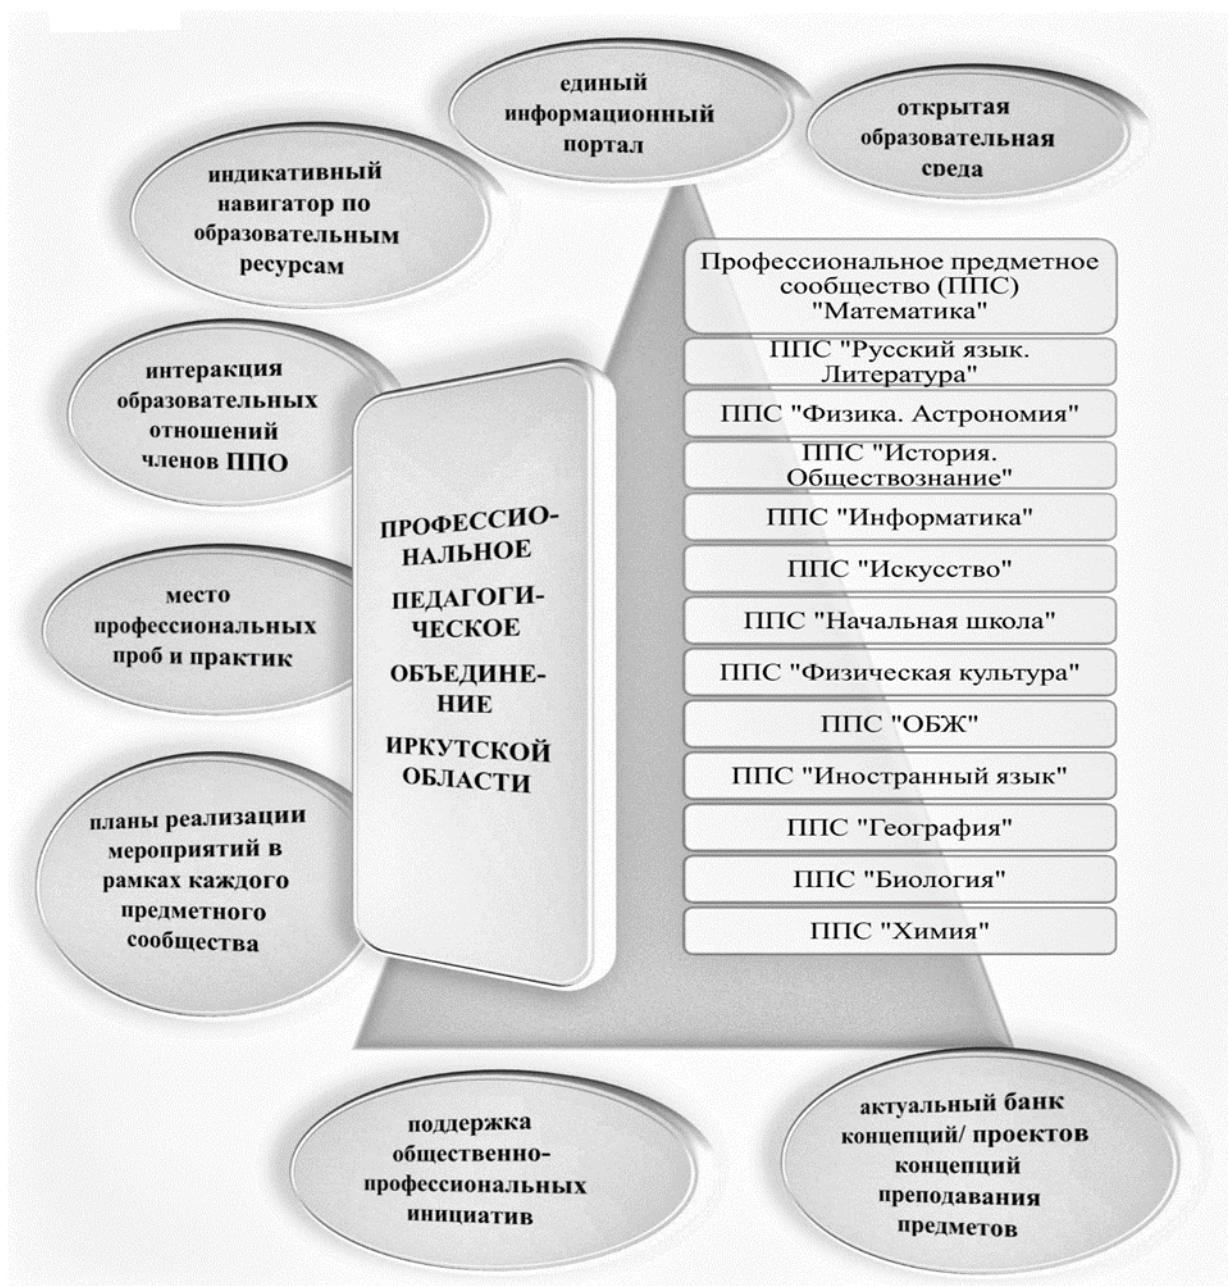 единый
информационный
портал
открытая
образовательная
среда
индикативный
навигатор по
образовательным
ресурсам
интеракция
образовательных
отношений
членов ППО
место
профессиональных
проб и практик
планы реализации
мероприятий в
рамках каждого
предметного
сообщества
ПРОФЕССИО-
НАЛЬНОЕ
ПЕДАГОГИ-
ЧЕСКОЕ
ОБЪЕДИНЕ-
НИЕ
ИРКУТСКОЙ
ОБЛАСТИ
Профессиональное предметное
сообщество (ППС)
"Математика"
ППС "Русский язык.
Литература"
ППС "Физика. Астрономия"
ППС "История.
Обществознание"
ППС "Информатика"
ППС "Искусство"
ППС "Начальная школа"
ППС "Физическая культура"
ППС "ОБЖ"
ППС "Иностранный язык"
ППС "География"
ППС "Биология"
ППС "Химия"
поддержка
общественно-
профессиональных
инициатив
актуальный банк
концепций/ проектов
концепций
преподавания
предметов